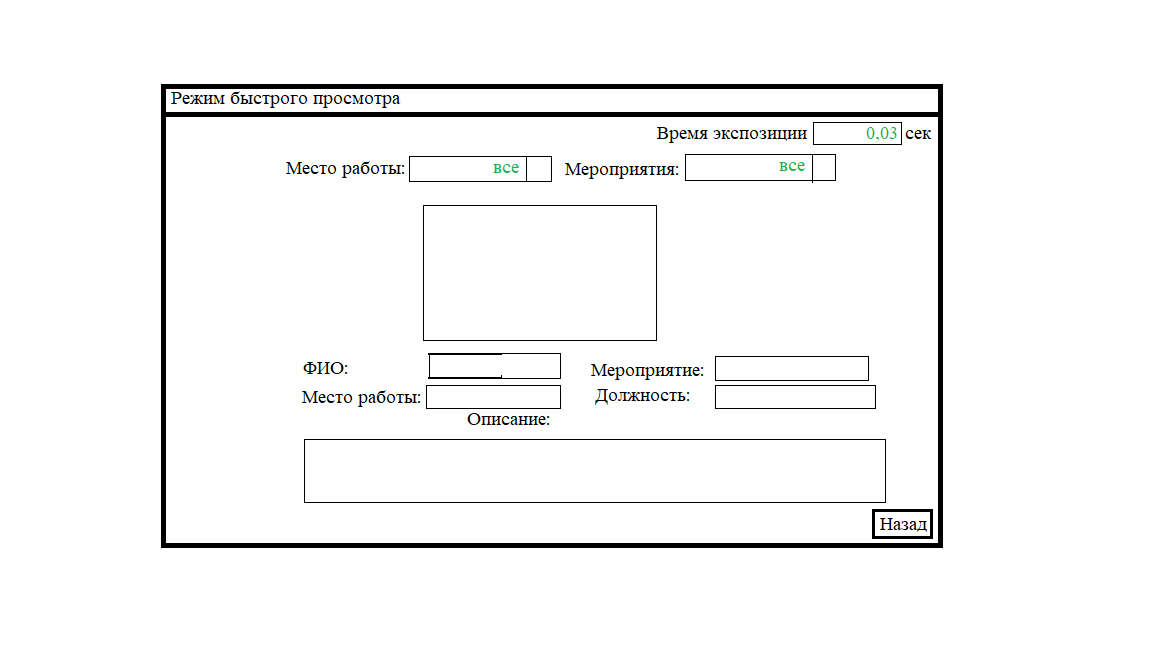 Режим быстрого просмотра
Время экспозиции 0,03 сек
Место работы: все Мероприятия: все
ФИО: Мероприятие:
Место работы: Должность:
Описание:
Назад